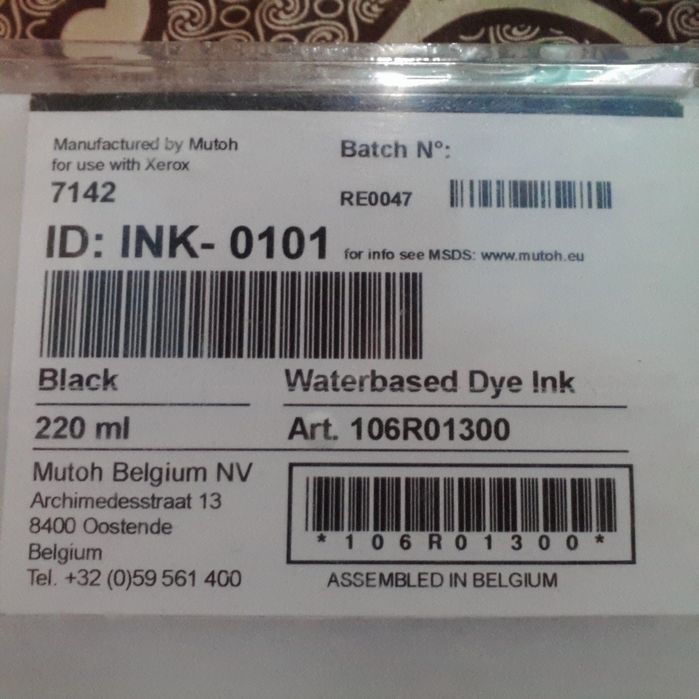 Manufactured by Mutoh
for use with Xerox
7142
Batch N°:
RE0047
ID: INK- 0101 for info see MSDS: www.mutoh.eu
Black Waterbased Dye Ink
220 ml Art. 106R01300
Mutoh Belgium NV
Archimedesstraat 13
8400 Oostende
Belgium
Tel. +32 (0)59 561 400
*106R01300*
ASSEMBLED IN BELGIUM